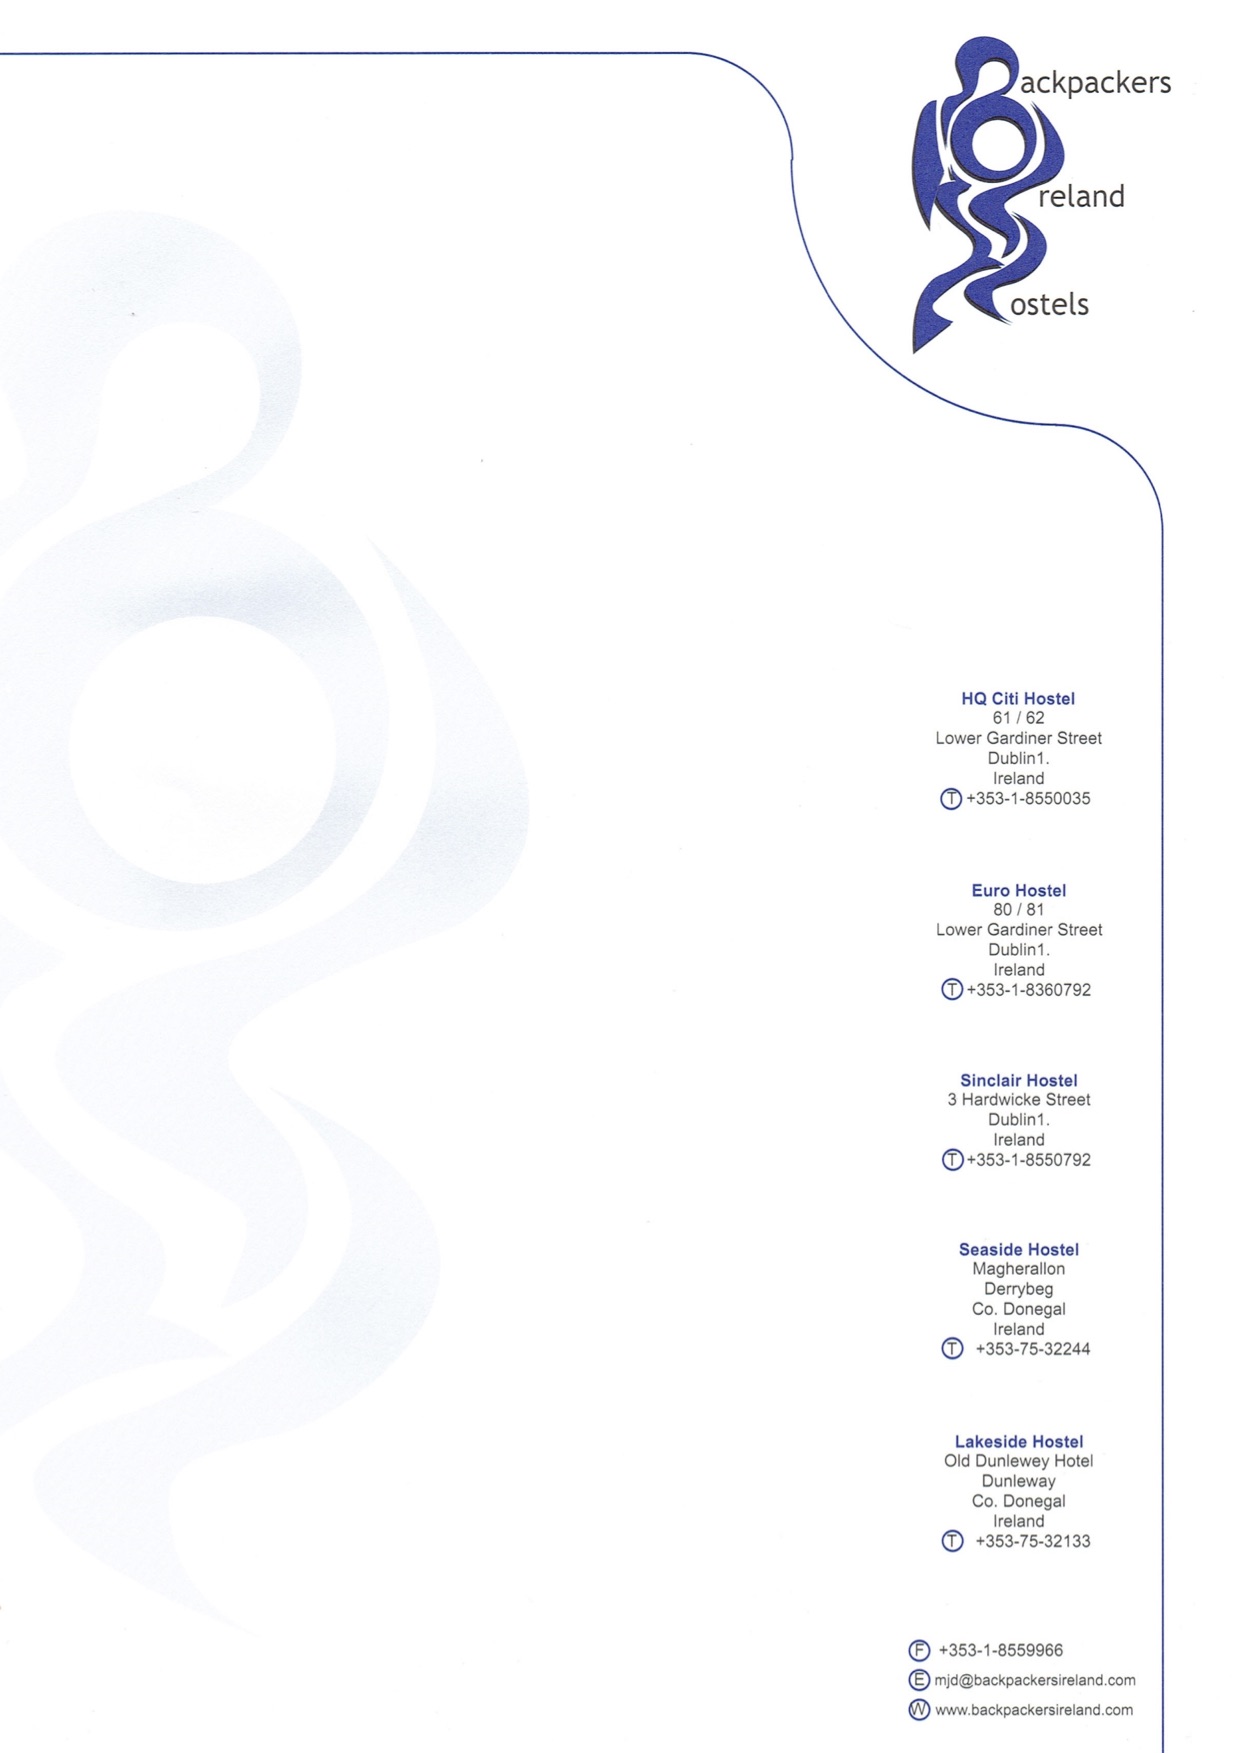 Backpackers
Ireland
Hostels
HQ Citi Hostel
61 / 62
Lower Gardiner Street
Dublin1.
Ireland
T +353-1-8550035
Euro Hostel
80 / 81
Lower Gardiner Street
Dublin1.
Ireland
T +353-1-8360792
Sinclair Hostel
3 Hardwicke Street
Dublin1.
Ireland
T +353-1-8550792
Seaside Hostel
Magherallon
Derrybeg
Co. Donegal
Ireland
T +353-75-32244
Lakeside Hostel
Old Dunlewey Hotel
Dunleway
Co. Donegal
Ireland
T +353-75-32133
F +353-1-8559966
E mjd@backpackersireland.com
W www.backpackersireland.com